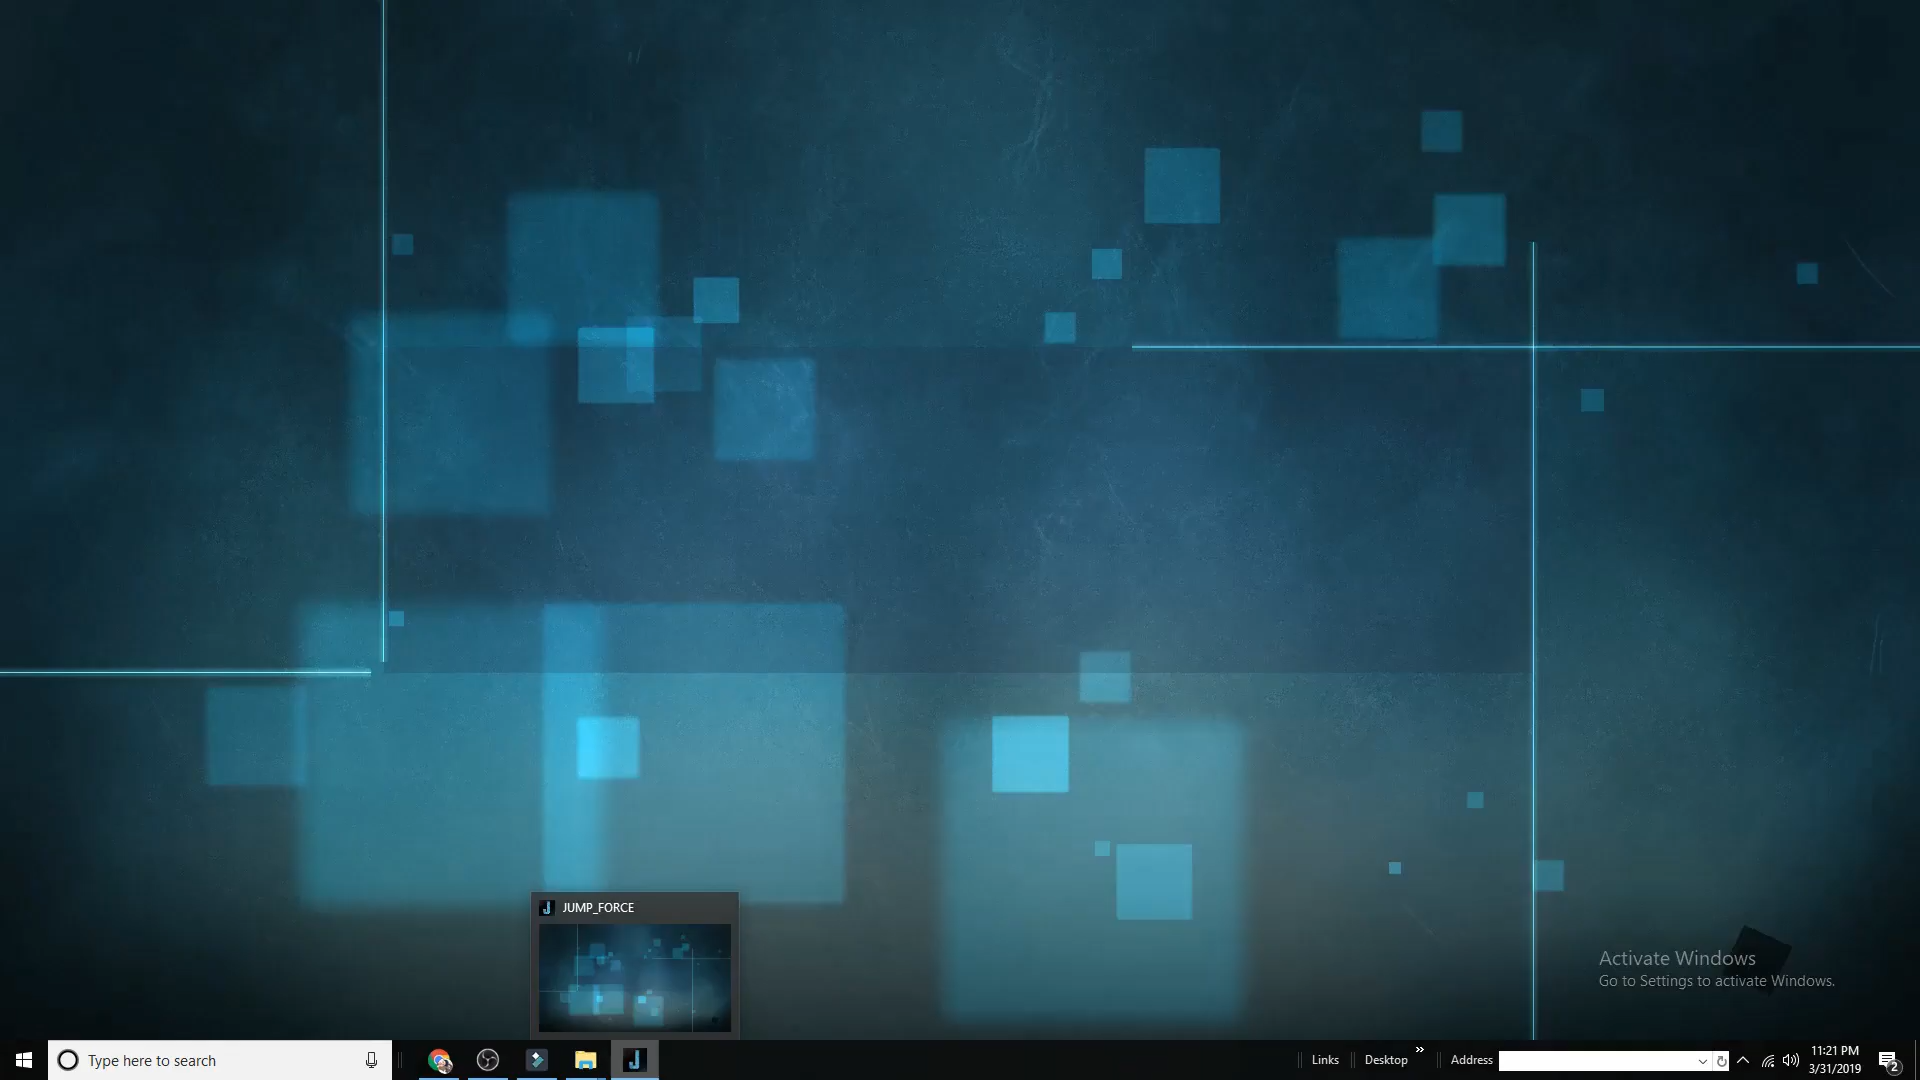 JUMP_FORCE
Activate Windows
Go to Settings to activate Windows.
Type here to search
Links
Desktop
»
Address
11:21 PM
3/31/2019
2